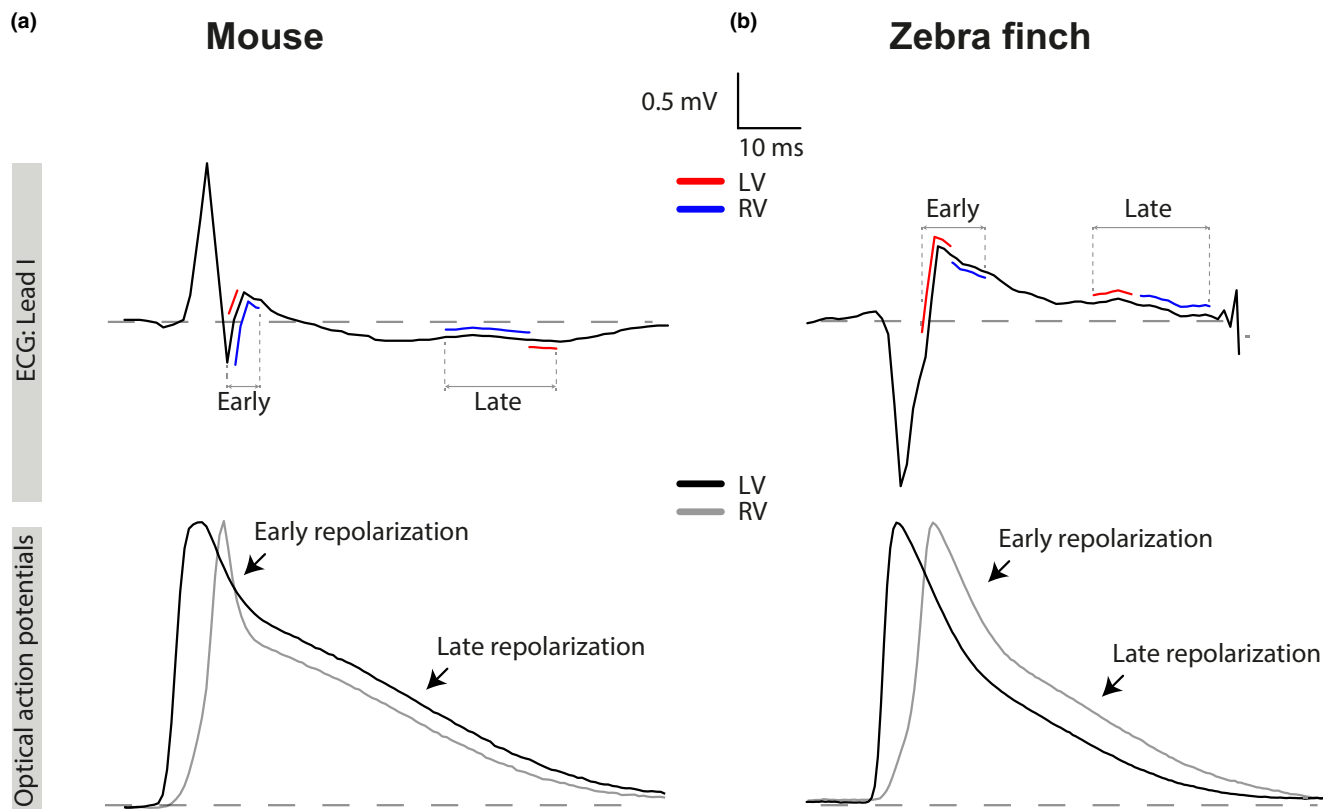 (a)
Mouse
(b)
Zebra finch
0.5 mV
10 ms
ECG: Lead I
LV
RV
Early
Late
Early
Late
LV
RV
Optical action potentials
Early repolarization
Late repolarization
Early repolarization
Late repolarization